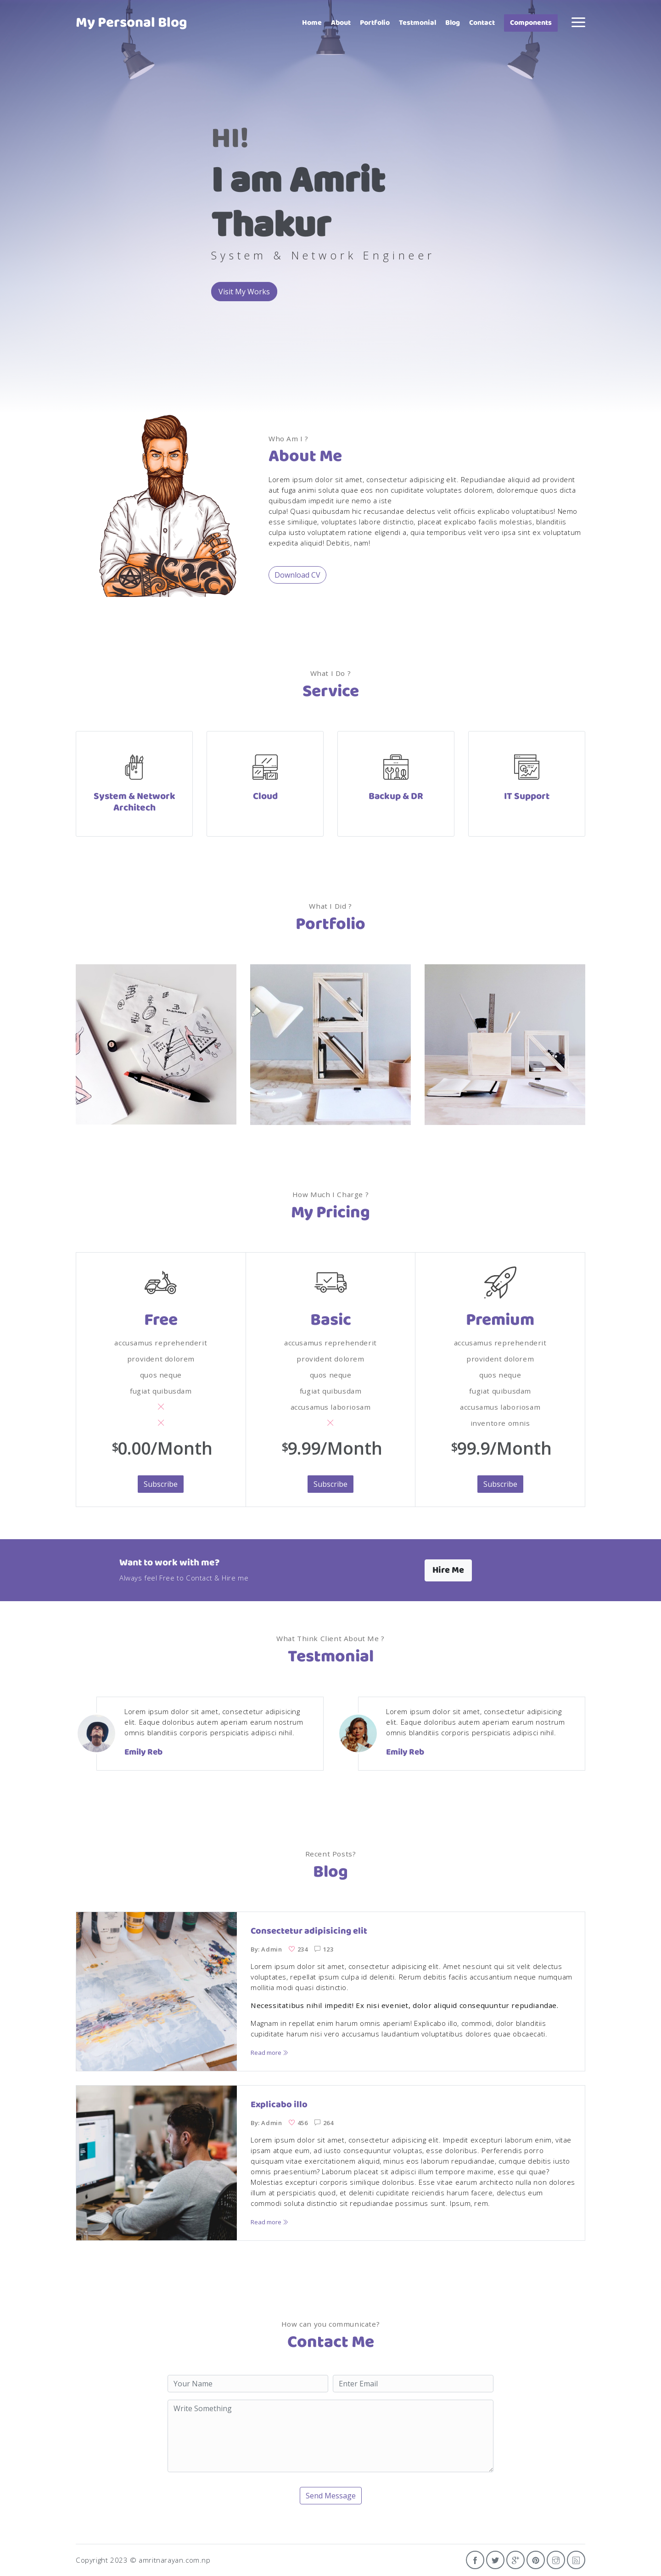 My Personal Blog
Home About Portfolio Testmonial Blog Contact Components
HI!
I am Amrit
Thakur
System & Network Engineer
Visit My Works
Who Am I ?
About Me
Lorem ipsum dolor sit amet, consectetur adipisicing elit. Repudiandae aliquid ad provident
aut fuga animi soluta quae eos non cupiditate voluptates dolorem, doloremque quos dicta
quibusdam impedit iure nemo a iste
culpa! Quasi quibusdam hic recusandae delectus velit officiis explicabo voluptatibus! Nemo
esse similique, voluptates labore distinctio, placeat explicabo facilis molestias, blanditiis
culpa iusto voluptatem ratione eligendi a, quia temporibus velit vero ipsa sint ex voluptatum
expedita aliquid! Debitis, nam!
Download CV
What I Do ?
Service
System & Network
Architech
Cloud
Backup & DR
IT Support
What I Did ?
Portfolio
How Much I Charge ?
My Pricing
Free
accusamus reprehenderit
provident dolorem
quos neque
fugiat quibusdam
$0.00/Month
Subscribe
Basic
accusamus reprehenderit
provident dolorem
quos neque
fugiat quibusdam
accusamus laboriosam
$9.99/Month
Subscribe
Premium
accusamus reprehenderit
provident dolorem
quos neque
fugiat quibusdam
accusamus laboriosam
inventore omnis
$99.9/Month
Subscribe
Want to work with me?
Always feel Free to Contact & Hire me
Hire Me
What Think Client About Me ?
Testmonial
Lorem ipsum dolor sit amet, consectetur adipisicing
elit. Eaque doloribus autem aperiam earum nostrum
omnis blanditiis corporis perspiciatis adipisci nihil.
Emily Reb
Lorem ipsum dolor sit amet, consectetur adipisicing
elit. Eaque doloribus autem aperiam earum nostrum
omnis blanditiis corporis perspiciatis adipisci nihil.
Emily Reb
Recent Posts?
Blog
Consectetur adipisicing elit
By: Admin 234 123
Lorem ipsum dolor sit amet, consectetur adipisicing elit. Amet nesciunt qui sit velit delectus
voluptates, repellat ipsum culpa id deleniti. Rerum debitis facilis accusantium neque numquam
mollitia modi quasi distinctio.
Necessitatibus nihil impedit! Ex nisi eveniet, dolor aliquid consequuntur repudiandae.
Magnam in repellat enim harum omnis aperiam! Explicabo illo, commodi, dolor blanditiis
cupiditate harum nisi vero accusamus laudantium voluptatibus dolores quae obcaecati.
Read more
Explicabo illo
By: Admin 456 264
Lorem ipsum dolor sit amet, consectetur adipisicing elit. Impedit excepturi laborum enim, vitae
ipsam atque eum, ad iusto consequuntur voluptas, esse doloribus. Perferendis porro
quisquam vitae exercitationem aliquid, minus eos laborum repudiandae, cumque debitis iusto
omnis praesentium? Laborum placeat sit adipisci illum tempore maxime, esse qui quae?
Molestias excepturi corporis similique doloribus. Esse vitae earum architecto nulla non dolores
illum at perspiciatis quod, et deleniti cupiditate reiciendis harum facere, delectus eum
commodi soluta distinctio sit repudiandae possimus sunt. Ipsum, rem.
Read more
How can you communicate?
Contact Me
Your Name
Enter Email
Write Something
Send Message
Copyright 2023 © amritnarayan.com.np